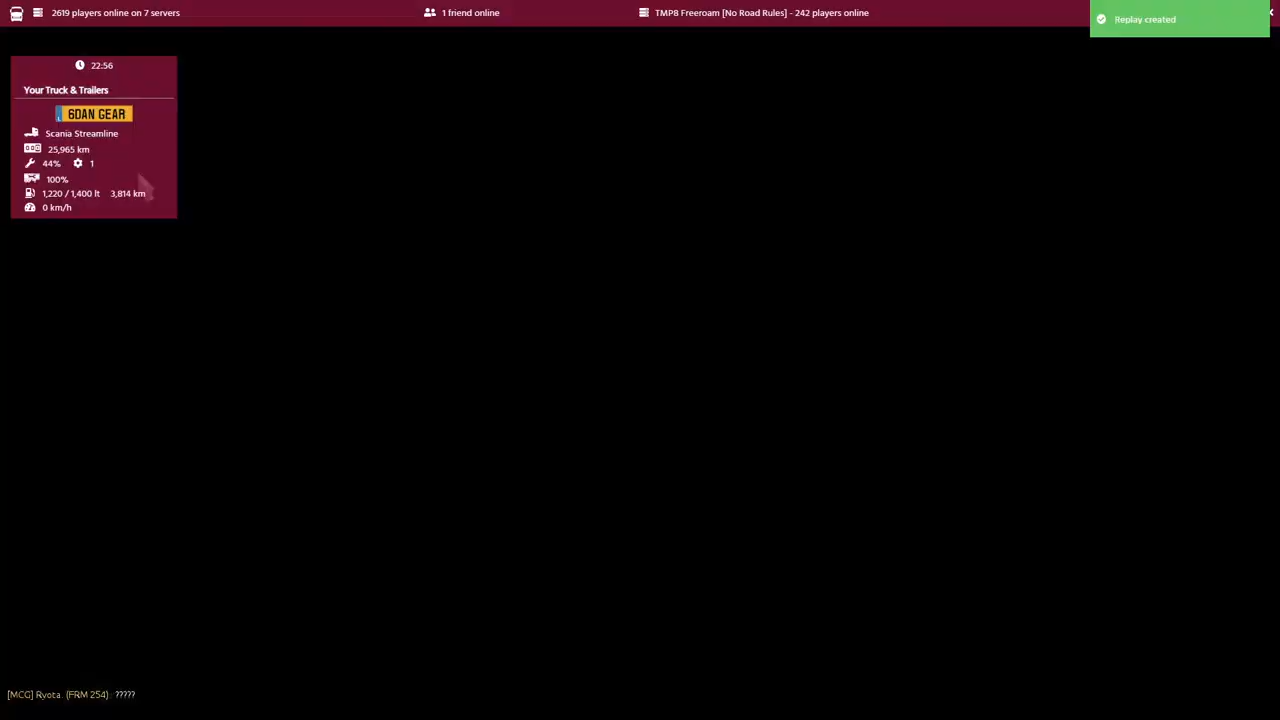 2619 players online on 7 servers
1 friend online
TMP8 Freeroam [No Road Rules] - 242 players online
Replay created
22:56
Your Truck & Trailers
L 6DAN GEAR
Scania Streamline
25,965 km
44% 1
100%
1,220 / 1,400 lt 3,814 km
0 km/h
[MCG] Ryota. (FRM 254) ?????